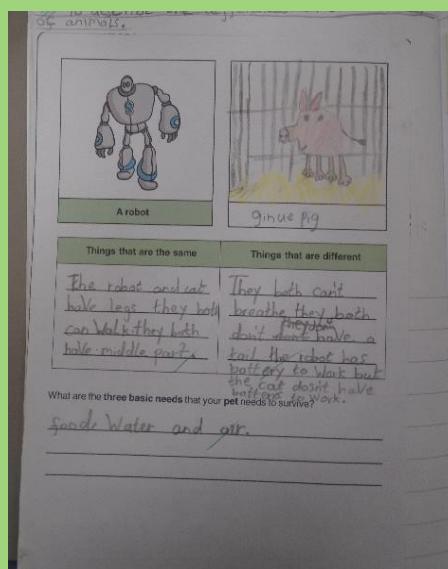 of animals.
A robot
ginue pig
Things that are the same
Things that are different
The robot and cat
have legs they both
can walk they both
have middle part
They both can't
breathe they both
they don
don't have a
tail the robot has
battery to work but
the cat dosn't have
battery to work.
What are the three basic needs that your pet needs to survive?
food, Water and air.